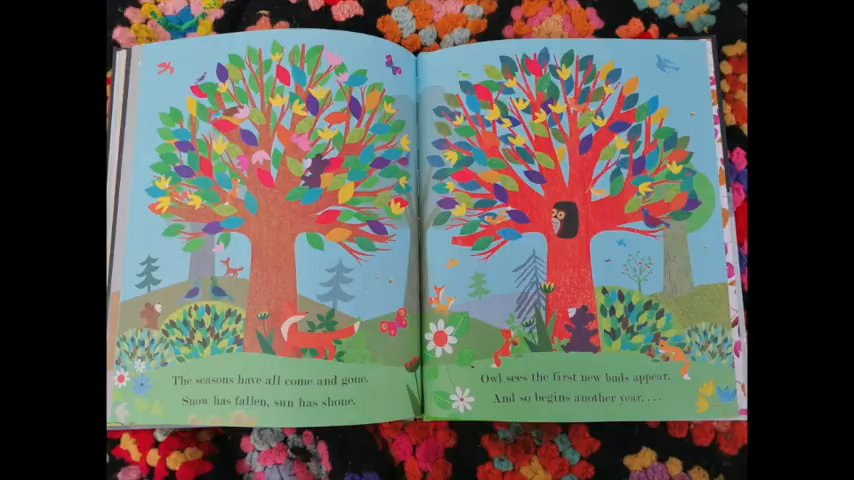 The seasons have all come and gone.
Snow has fallen, sun has shone.
Owl sees the first new buds appear.
And so begins another year. . . .